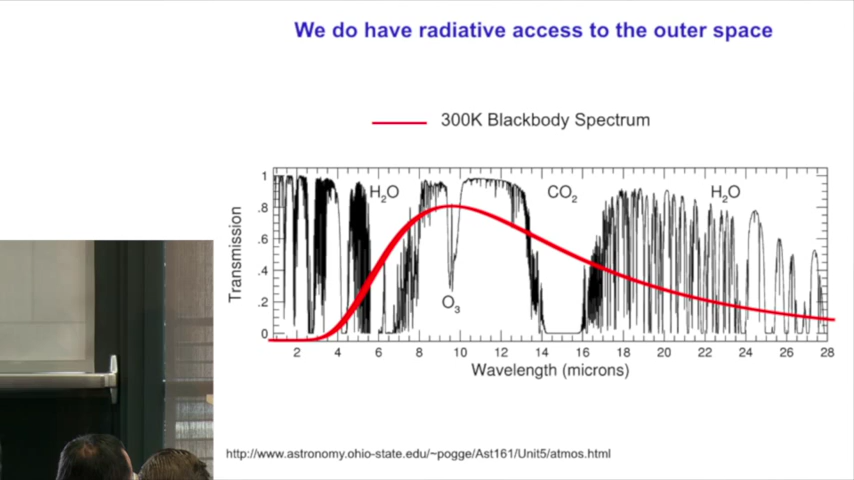 We do have radiative access to the outer space
300K Blackbody Spectrum
Transmission
1
.8
.6
.4
.2
0
H₂O
CO₂
H₂O
O₃
2 4 6 8 10 12 14 16 18 20 22 24 26 28
Wavelength (microns)
http://www.astronomy.ohio-state.edu/~pogge/Ast161/Unit5/atmos.html